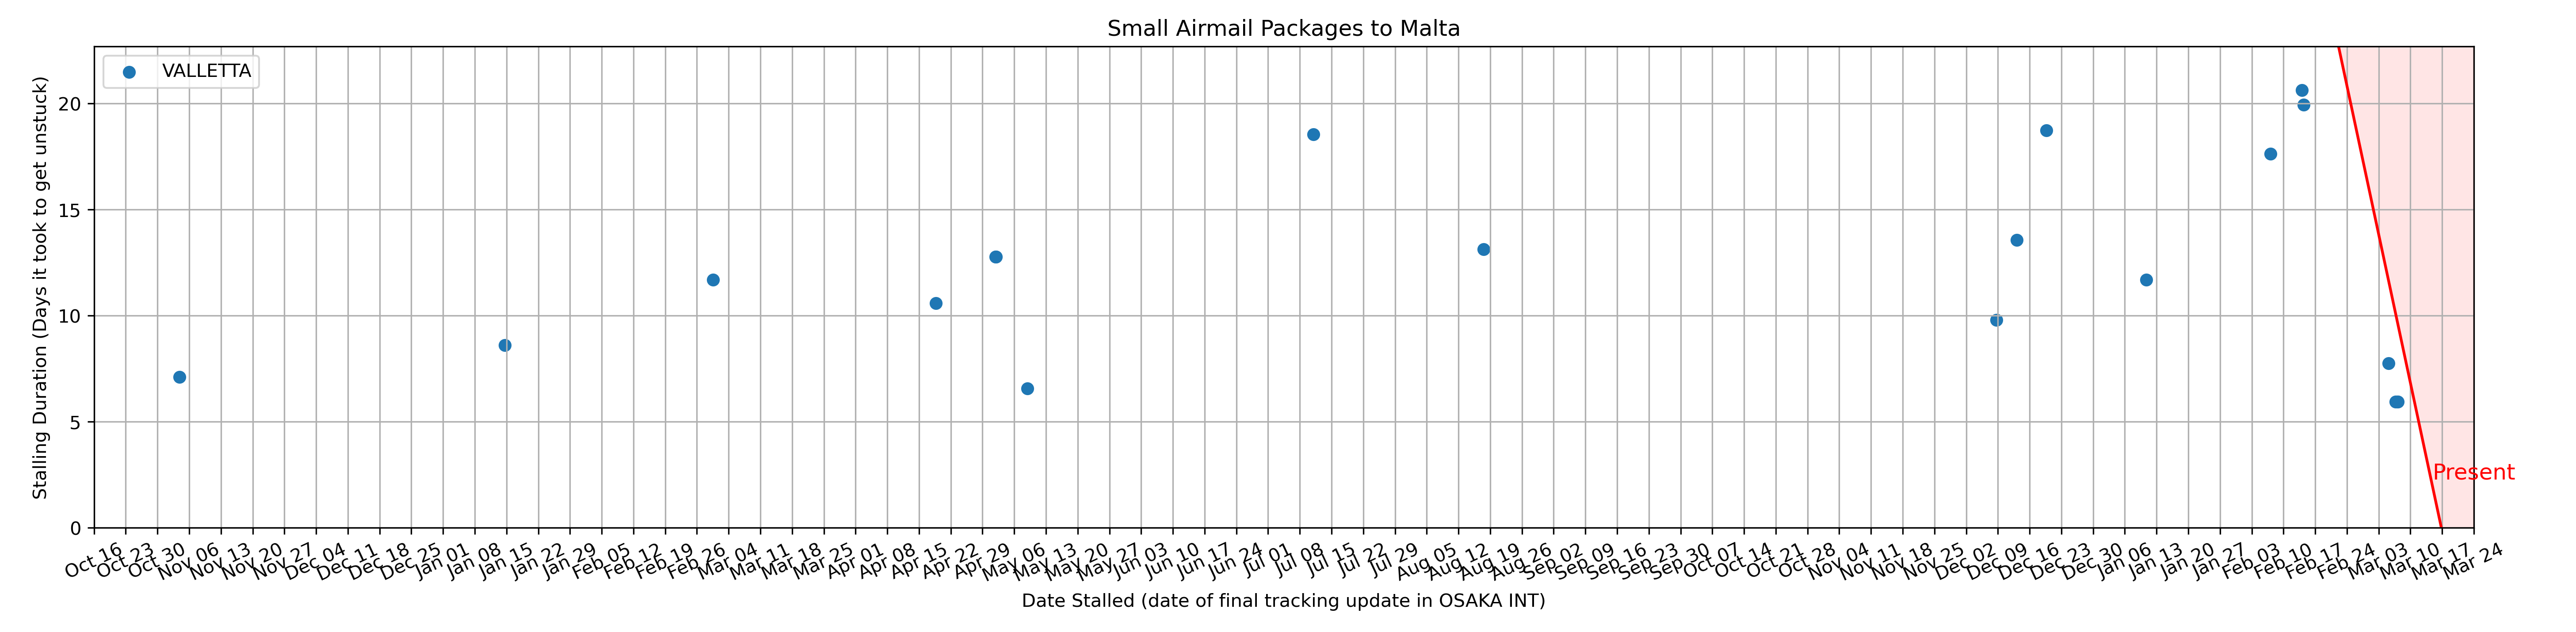 Small Airmail Packages to Malta
VALLETTA
Stalling Duration (Days it took to get unstuck)
20
15
10
5
0
Present
Oct 16
Oct 23
Oct 30
Nov 06
Nov 13
Nov 20
Nov 27
Dec 04
Dec 11
Dec 18
Dec 25
Jan 01
Jan 08
Jan 15
Jan 22
Jan 29
Feb 05
Feb 12
Feb 19
Feb 26
Mar 04
Mar 11
Mar 18
Mar 25
Apr 01
Apr 08
Apr 15
Apr 22
Apr 29
May 06
May 13
May 20
May 27
Jun 03
Jun 10
Jun 17
Jun 24
Jul 01
Jul 08
Jul 15
Jul 22
Jul 29
Aug 05
Aug 12
Aug 19
Aug 26
Sep 02
Sep 09
Sep 16
Sep 23
Sep 30
Oct 07
Oct 14
Oct 21
Oct 28
Nov 04
Nov 11
Nov 18
Nov 25
Dec 02
Dec 09
Dec 16
Dec 23
Dec 30
Jan 06
Jan 13
Jan 20
Jan 27
Feb 03
Feb 10
Feb 17
Feb 24
Mar 03
Mar 10
Mar 17
Mar 24
Date Stalled (date of final tracking update in OSAKA INT)